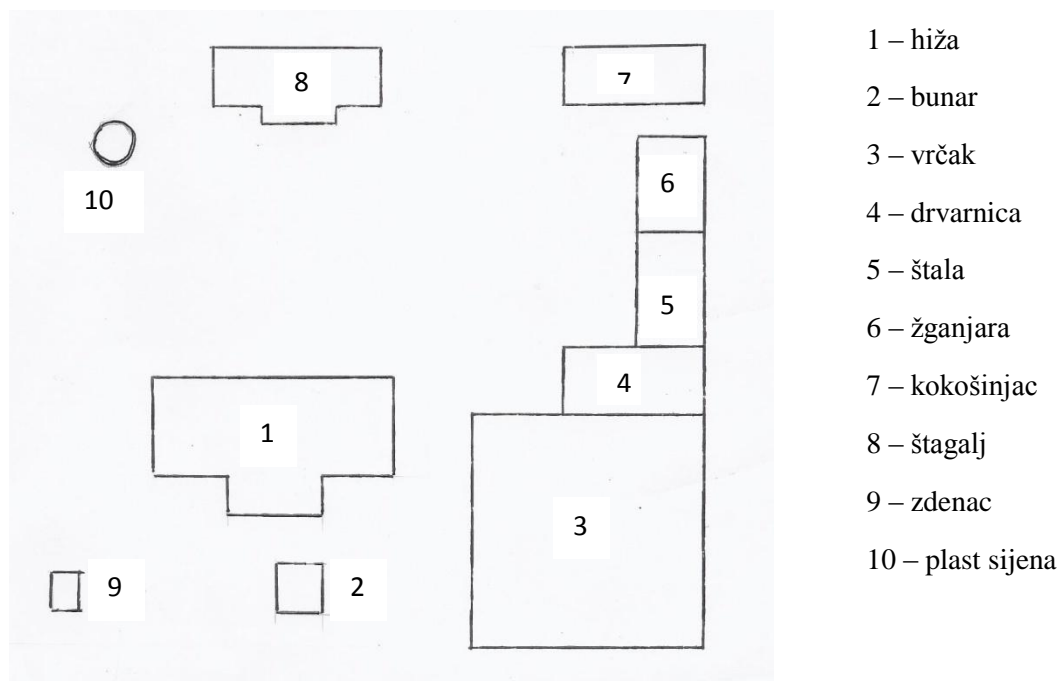 8
7
10
6
5
4
1
3
9
2
1 – hiža
2 – bunar
3 – vrčak
4 – drvarnica
5 – štala
6 – žganjara
7 – kokošinjac
8 – štagalj
9 – zdenac
10 – plast sijena